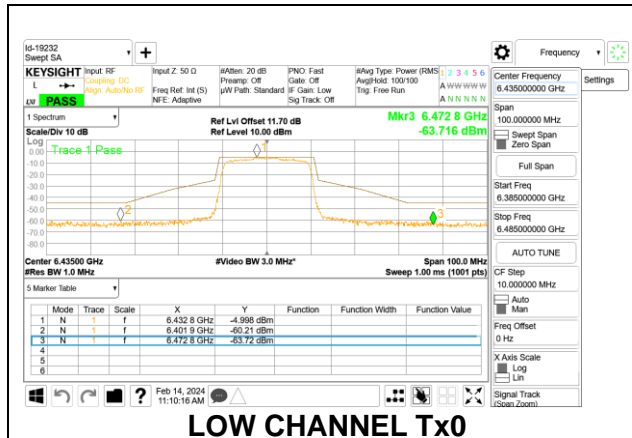 Id-19232
Swept SA
Frequency
KEYSIGHT Input: RF Input Z: 50 Ω #Atten: 20 dB PNO: Fast #Avg Type: Power (RMS 1 2 3 4 5 6
Coupling: DC Preamp: Off Gate: Off Avg|Hold: 100/100 A W W W W W
L Align: Auto/No RF Freq Ref: Int (S) µW Path: Standard IF Gain: Low Trig: Free Run A N N N N N
NFE: Adaptive Sig Track: Off
LXI PASS
1 Spectrum
Scale/Div 10 dB
Ref Lvl Offset 11.70 dB
Ref Level 10.00 dBm
Mkr3 6.472 8 GHz
-63.716 dBm
Log
Trace 1 Pass
0.00
-10.0
-20.0
-30.0
-40.0
-50.0
-60.0
-70.0
-80.0
1
2
3
Center 6.43500 GHz #Video BW 3.0 MHz* Span 100.0 MHz
#Res BW 1.0 MHz Sweep 1.00 ms (1001 pts)
5 Marker Table
Mode Trace Scale X Y Function Function Width Function Value
1 N 1 f 6.432 8 GHz -4.998 dBm
2 N 1 f 6.401 9 GHz -60.21 dBm
3 N 1 f 6.472 8 GHz -63.72 dBm
4
5
6
Feb 14, 2024
11:10:16 AM
Center Frequency
6.435000000 GHz
Settings
Span
100.000000 MHz
Swept Span
Zero Span
Full Span
Start Freq
6.385000000 GHz
Stop Freq
6.485000000 GHz
AUTO TUNE
CF Step
10.000000 MHz
Auto
Man
Freq Offset
0 Hz
X Axis Scale
Log
Lin
Signal Track
(Span Zoom)
LOW CHANNEL Tx0